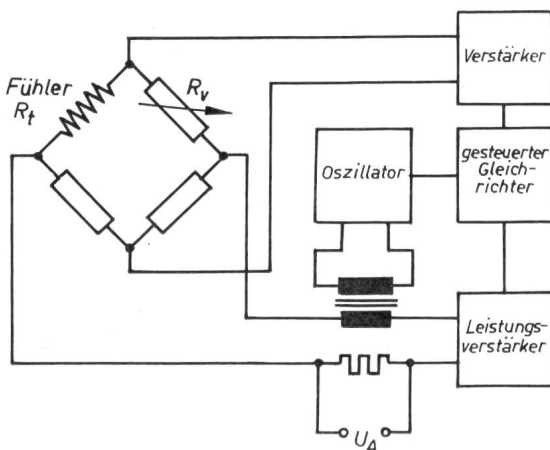 Fühler
R_t
R_v
Verstärker
Oszillator
gesteuerter
Gleich-
richter
Leistungs-
verstärker
U_A